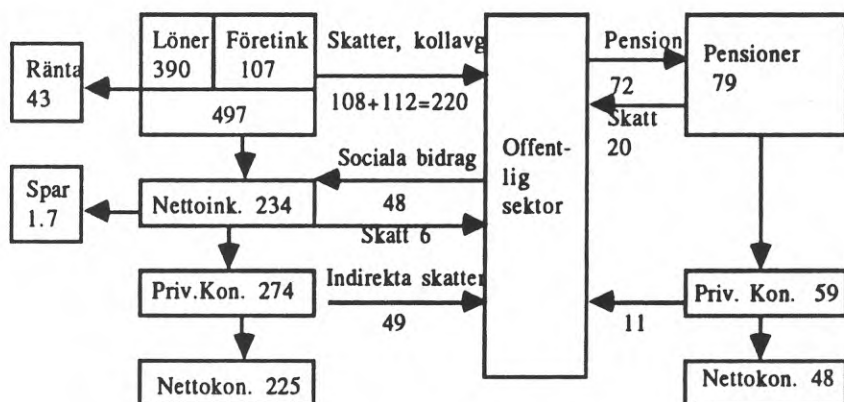 Ränta
43
Löner
390
Företink
107
497
Skatter, kollavg
108+112=220
Pension
72
Skatt
20
Pensioner
79
Sociala bidrag
48
Offent-
lig
sektor
Spar
1.7
Nettoink. 234
Skatt 6
Priv.Kon. 274
Indirekta skatter
49
11
Priv. Kon. 59
Nettokon. 225
Nettokon. 48